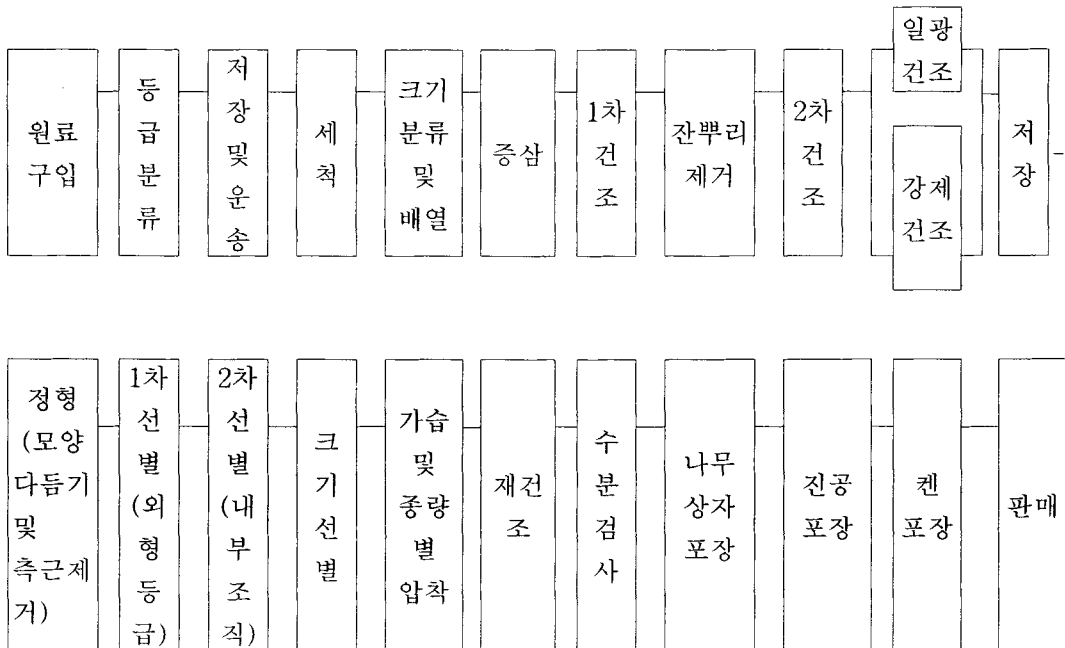 원료
구입
등
급
분
류
저
장
및
운
송
세
척
크기
분류
및
배열
증삼
1차
건
조
잔뿌리
제거
2차
건
조
일광
건조
강제
건조
저
장
정형
(모양
다듬기
및
측근제
거)
1차
선
별
(외
형
등
급)
2차
선
별
(내
부
조
직)
크
기
선
별
가습
및
중량
별
압착
재건
조
수
분
검
사
나무
상자
포장
진공
포장
켄
포장
판매